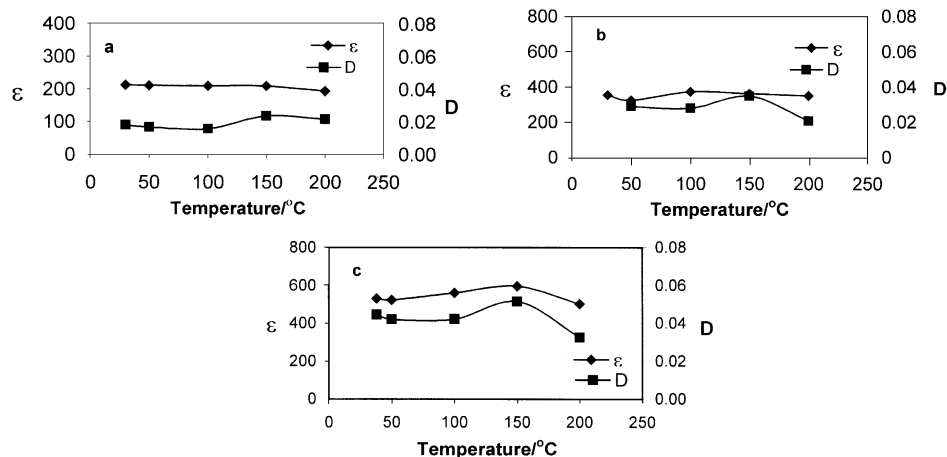 400 0.08
a
ε
300 0.06
D
ε 200 0.04 D
100 0.02
0 0.00
0 50 100 150 200 250
Temperature/°C
800 0.08
b
ε
600 0.06
D
ε 400 0.04 D
200 0.02
0 0
0 50 100 150 200 250
Temperature/°C
800 0.08
c
600 0.06
ε 400 0.04 D
200 0.02
ε
D
0 0.00
0 50 100 150 200 250
Temperature/°C